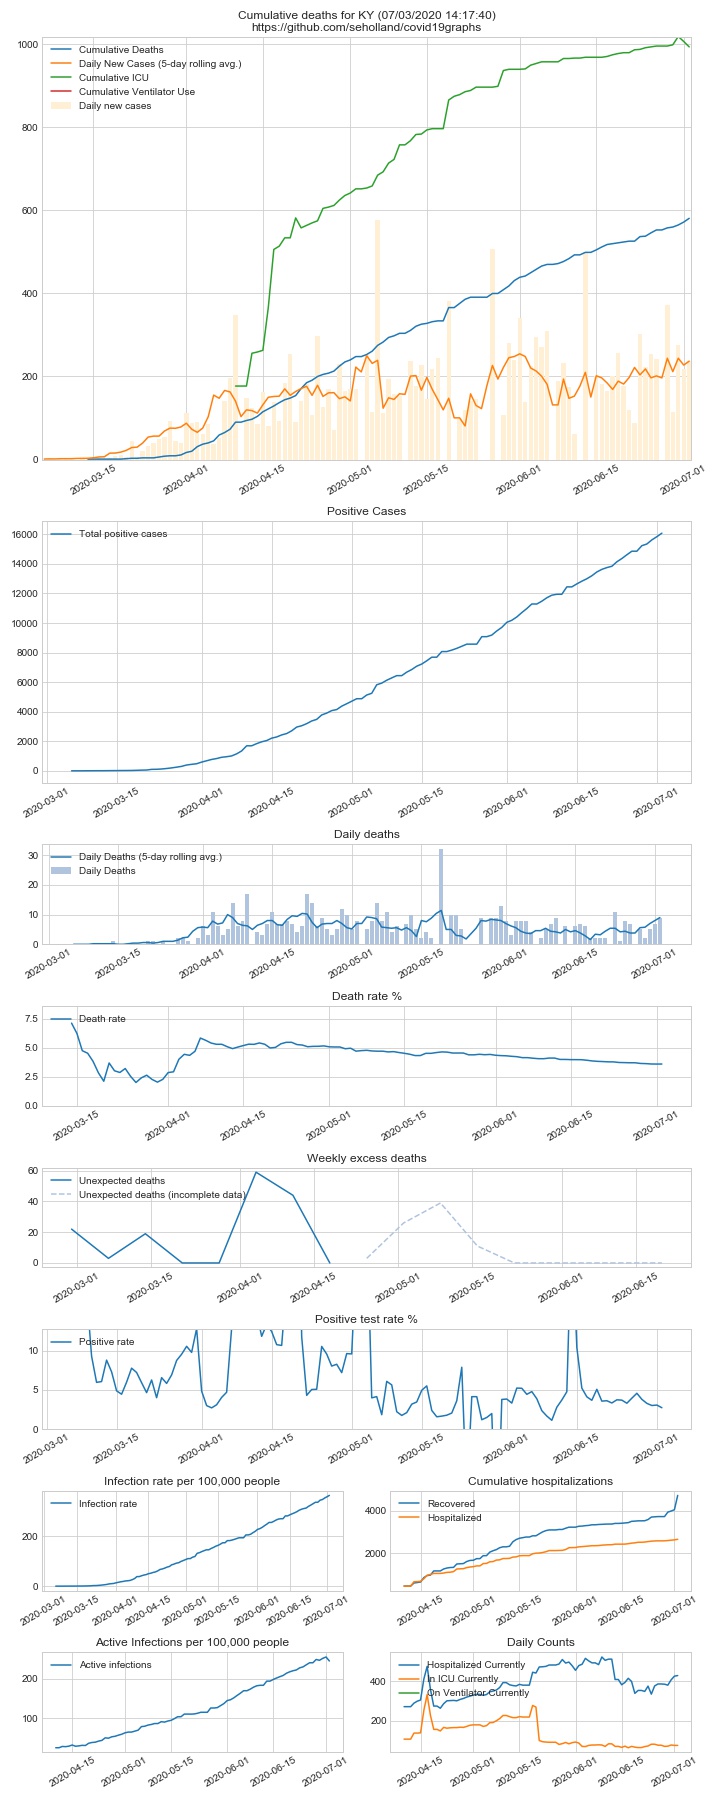 Cumulative deaths for KY (07/03/2020 14:17:40)
https://github.com/seholland/covid19graphs
Cumulative Deaths
Daily New Cases (5-day rolling avg.)
Cumulative ICU
Cumulative Ventilator Use
Daily new cases
1000
800
600
400
200
0
2020-03-15 2020-04-01 2020-04-15 2020-05-01 2020-05-15 2020-06-01 2020-06-15 2020-07-01
Positive Cases
Total positive cases
16000
14000
12000
10000
8000
6000
4000
2000
0
2020-03-01 2020-03-15 2020-04-01 2020-04-15 2020-05-01 2020-05-15 2020-06-01 2020-06-15 2020-07-01
Daily deaths
Daily Deaths (5-day rolling avg.)
Daily Deaths
30
20
10
0
2020-03-01 2020-03-15 2020-04-01 2020-04-15 2020-05-01 2020-05-15 2020-06-01 2020-06-15 2020-07-01
Death rate %
Death rate
7.5
5.0
2.5
0.0
2020-03-15 2020-04-01 2020-04-15 2020-05-01 2020-05-15 2020-06-01 2020-06-15 2020-07-01
Weekly excess deaths
Unexpected deaths
Unexpected deaths (incomplete data)
60
40
20
0
2020-03-01 2020-03-15 2020-04-01 2020-04-15 2020-05-01 2020-05-15 2020-06-01 2020-06-15
Positive test rate %
Positive rate
10
5
0
2020-03-01 2020-03-15 2020-04-01 2020-04-15 2020-05-01 2020-05-15 2020-06-01 2020-06-15 2020-07-01
Infection rate per 100,000 people
Infection rate
200
0
2020-03-01 2020-03-15 2020-04-01 2020-04-15 2020-05-01 2020-05-15 2020-06-01 2020-06-15 2020-07-01
Cumulative hospitalizations
Recovered
Hospitalized
4000
2000
2020-04-15 2020-05-01 2020-05-15 2020-06-01 2020-06-15 2020-07-01
Active Infections per 100,000 people
Active infections
200
100
2020-04-15 2020-05-01 2020-05-15 2020-06-01 2020-06-15 2020-07-01
Daily Counts
Hospitalized Currently
In ICU Currently
On Ventilator Currently
400
200
2020-04-15 2020-05-01 2020-05-15 2020-06-01 2020-06-15 2020-07-01